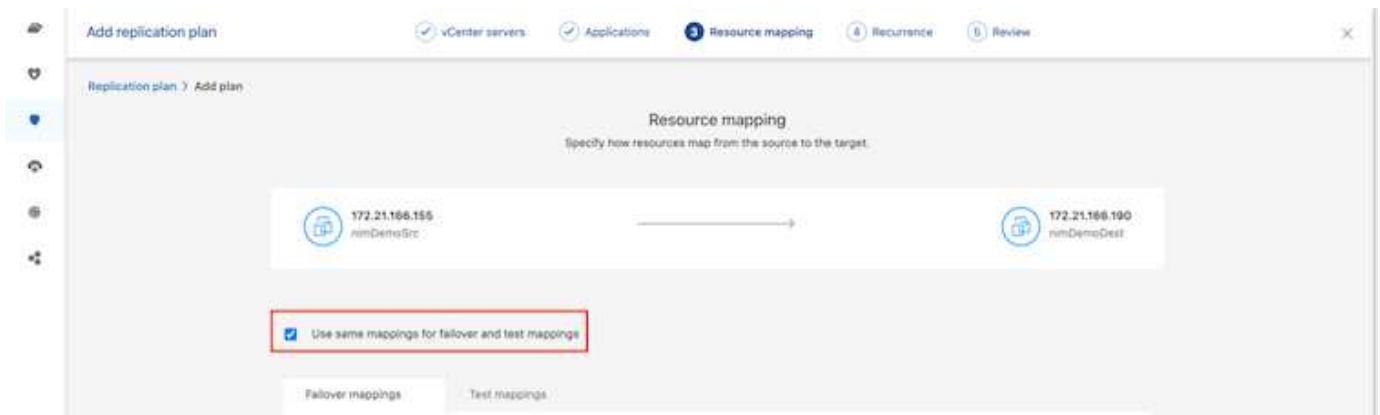 Add replication plan
vCenter servers
Applications
3 Resource mapping
4 Recurrence
5 Review
Replication plan > Add plan
Resource mapping
Specify how resources map from the source to the target.
172.21.166.155
nimDemoSrc
172.21.166.190
nimDemoDest
Use same mappings for failover and test mappings
Failover mappings
Test mappings